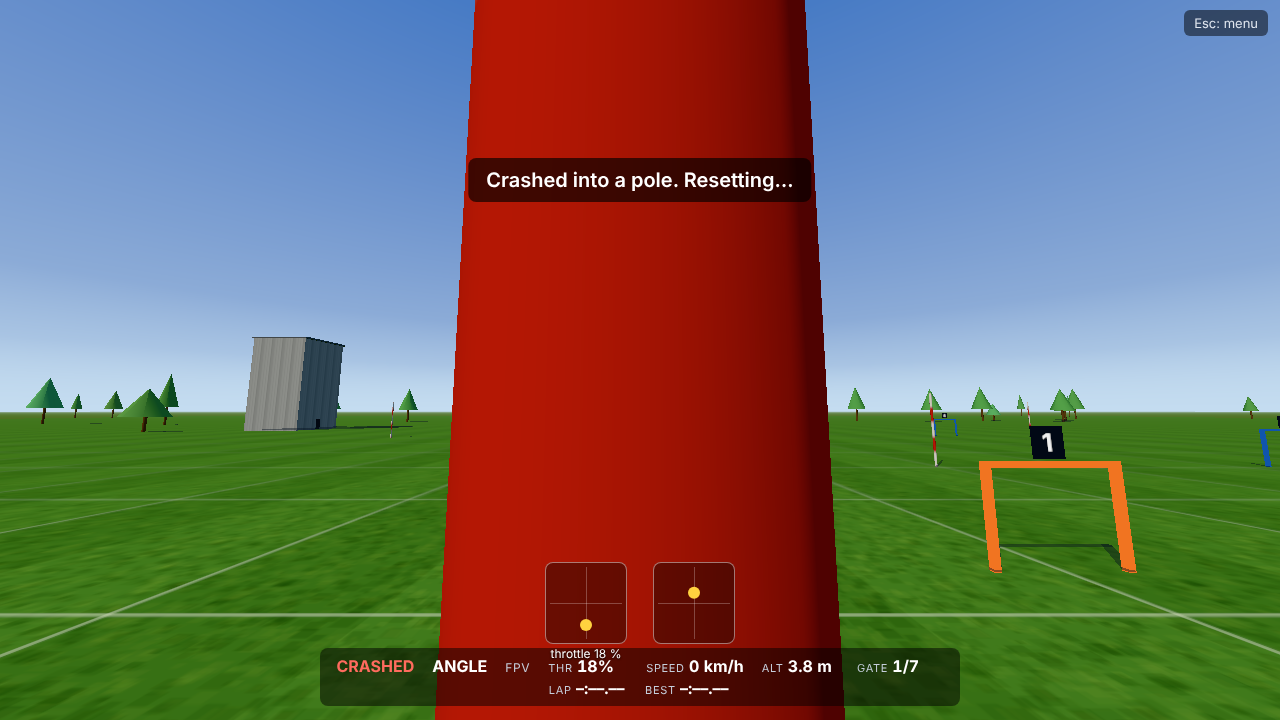 Esc: menu
Crashed into a pole. Resetting...
1
throttle 18 %
CRASHED ANGLE FPV THR 18% SPEED 0 km/h ALT 3.8 m GATE 1/7
LAP –:––.–– BEST –:––.––